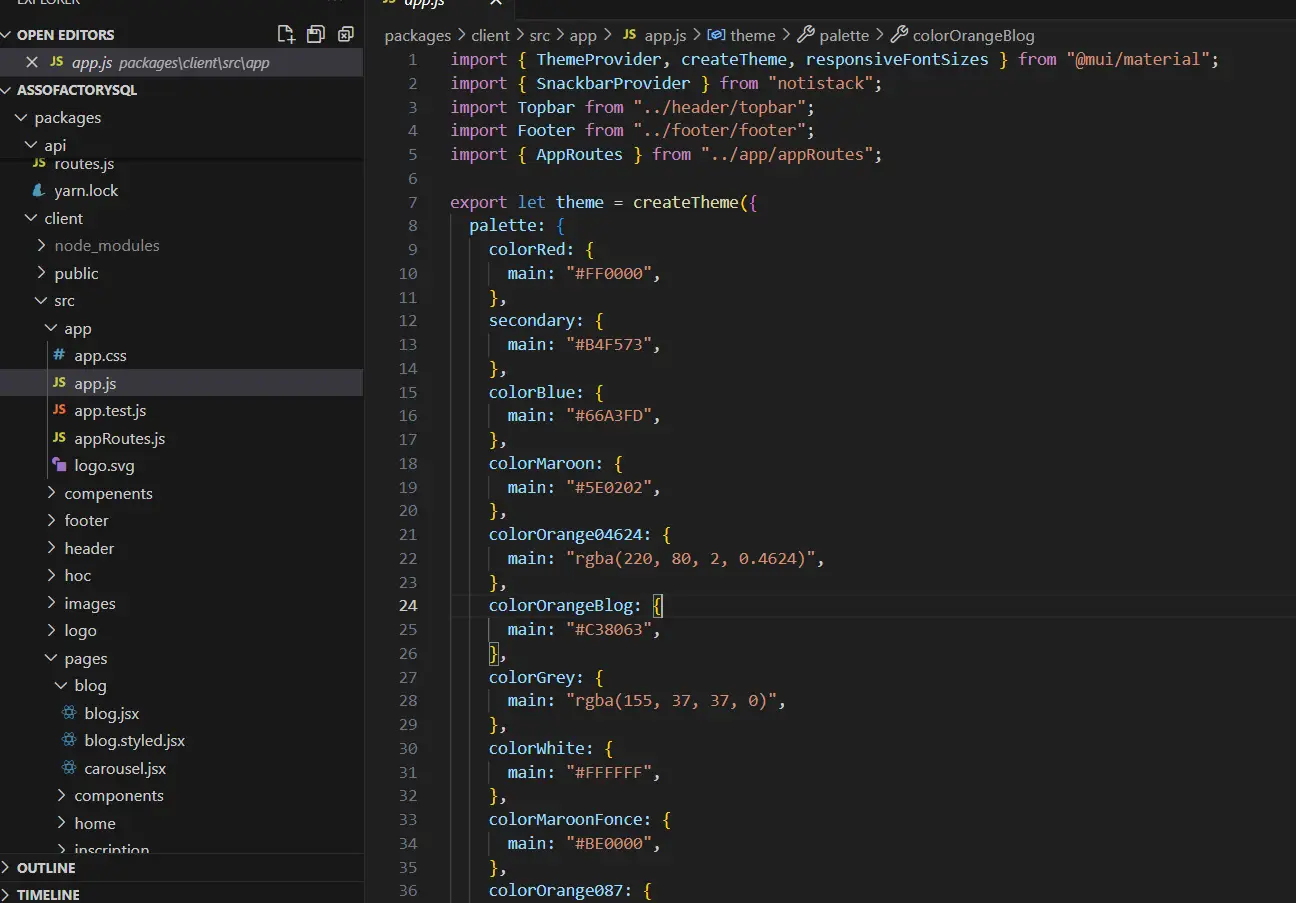 EXPLORER
OPEN EDITORS
JS app.js packages\client\src\app
ASSOFACTORYSQL
packages
api
JS routes.js
yarn.lock
client
node_modules
public
src
app
# app.css
JS app.js
JS app.test.js
JS appRoutes.js
logo.svg
compenents
footer
header
hoc
images
logo
pages
blog
blog.jsx
blog.styled.jsx
carousel.jsx
components
home
inscription
OUTLINE
TIMELINE
JS app.js
packages > client > src > app > JS app.js > theme > palette > colorOrangeBlog
1 import { ThemeProvider, createTheme, responsiveFontSizes } from "@mui/material";
2 import { SnackbarProvider } from "notistack";
3 import Topbar from "../header/topbar";
4 import Footer from "../footer/footer";
5 import { AppRoutes } from "../app/appRoutes";
6
7 export let theme = createTheme({
8 palette: {
9 colorRed: {
10 main: "#FF0000",
11 },
12 secondary: {
13 main: "#B4F573",
14 },
15 colorBlue: {
16 main: "#66A3FD",
17 },
18 colorMaroon: {
19 main: "#5E0202",
20 },
21 colorOrange04624: {
22 main: "rgba(220, 80, 2, 0.4624)",
23 },
24 colorOrangeBlog: {
25 main: "#C38063",
26 },
27 colorGrey: {
28 main: "rgba(155, 37, 37, 0)",
29 },
30 colorWhite: {
31 main: "#FFFFFF",
32 },
33 colorMaroonFonce: {
34 main: "#BE0000",
35 },
36 colorOrange087: {